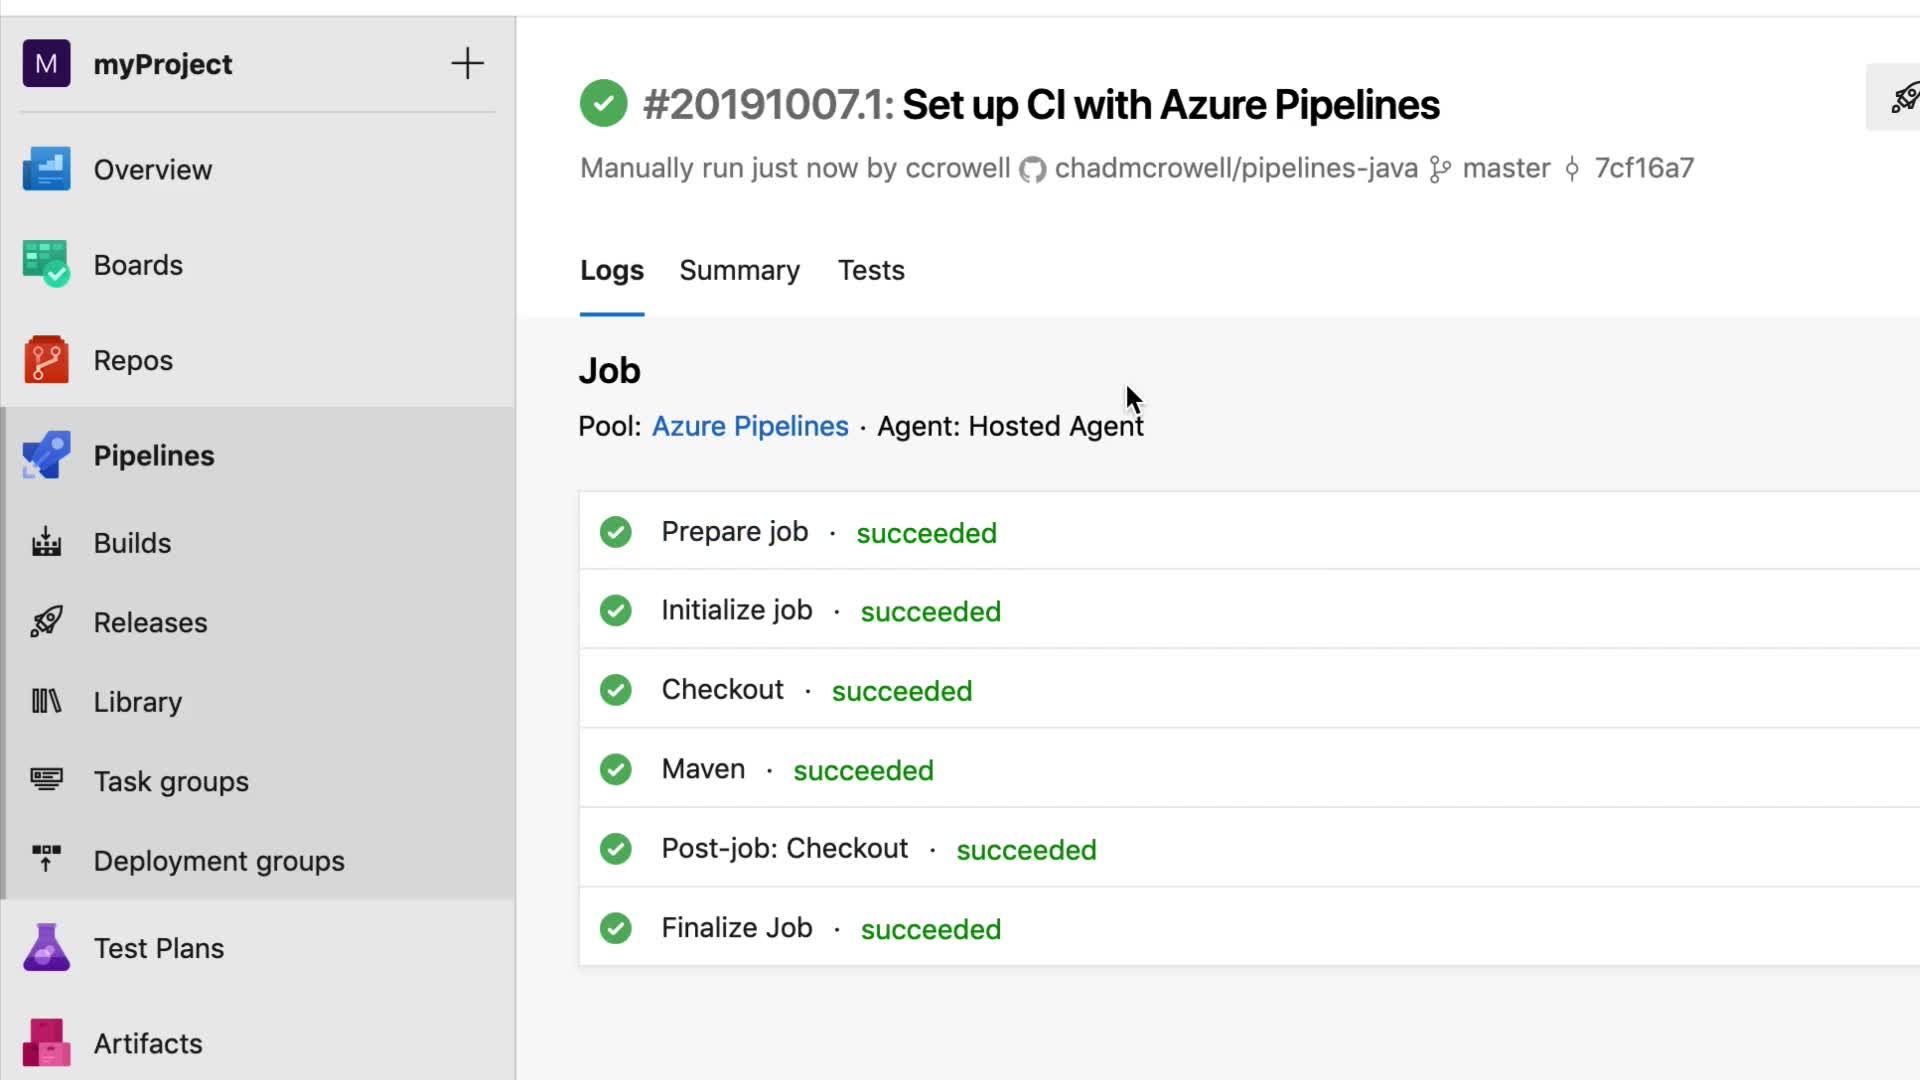 M myProject
Overview
Boards
Repos
Pipelines
Builds
Releases
Library
Task groups
Deployment groups
Test Plans
Artifacts
#20191007.1: Set up CI with Azure Pipelines
Manually run just now by ccrowell chadmcrowell/pipelines-java master 7cf16a7
Logs Summary Tests
Job
Pool: Azure Pipelines · Agent: Hosted Agent
Prepare job · succeeded
Initialize job · succeeded
Checkout · succeeded
Maven · succeeded
Post-job: Checkout · succeeded
Finalize Job · succeeded